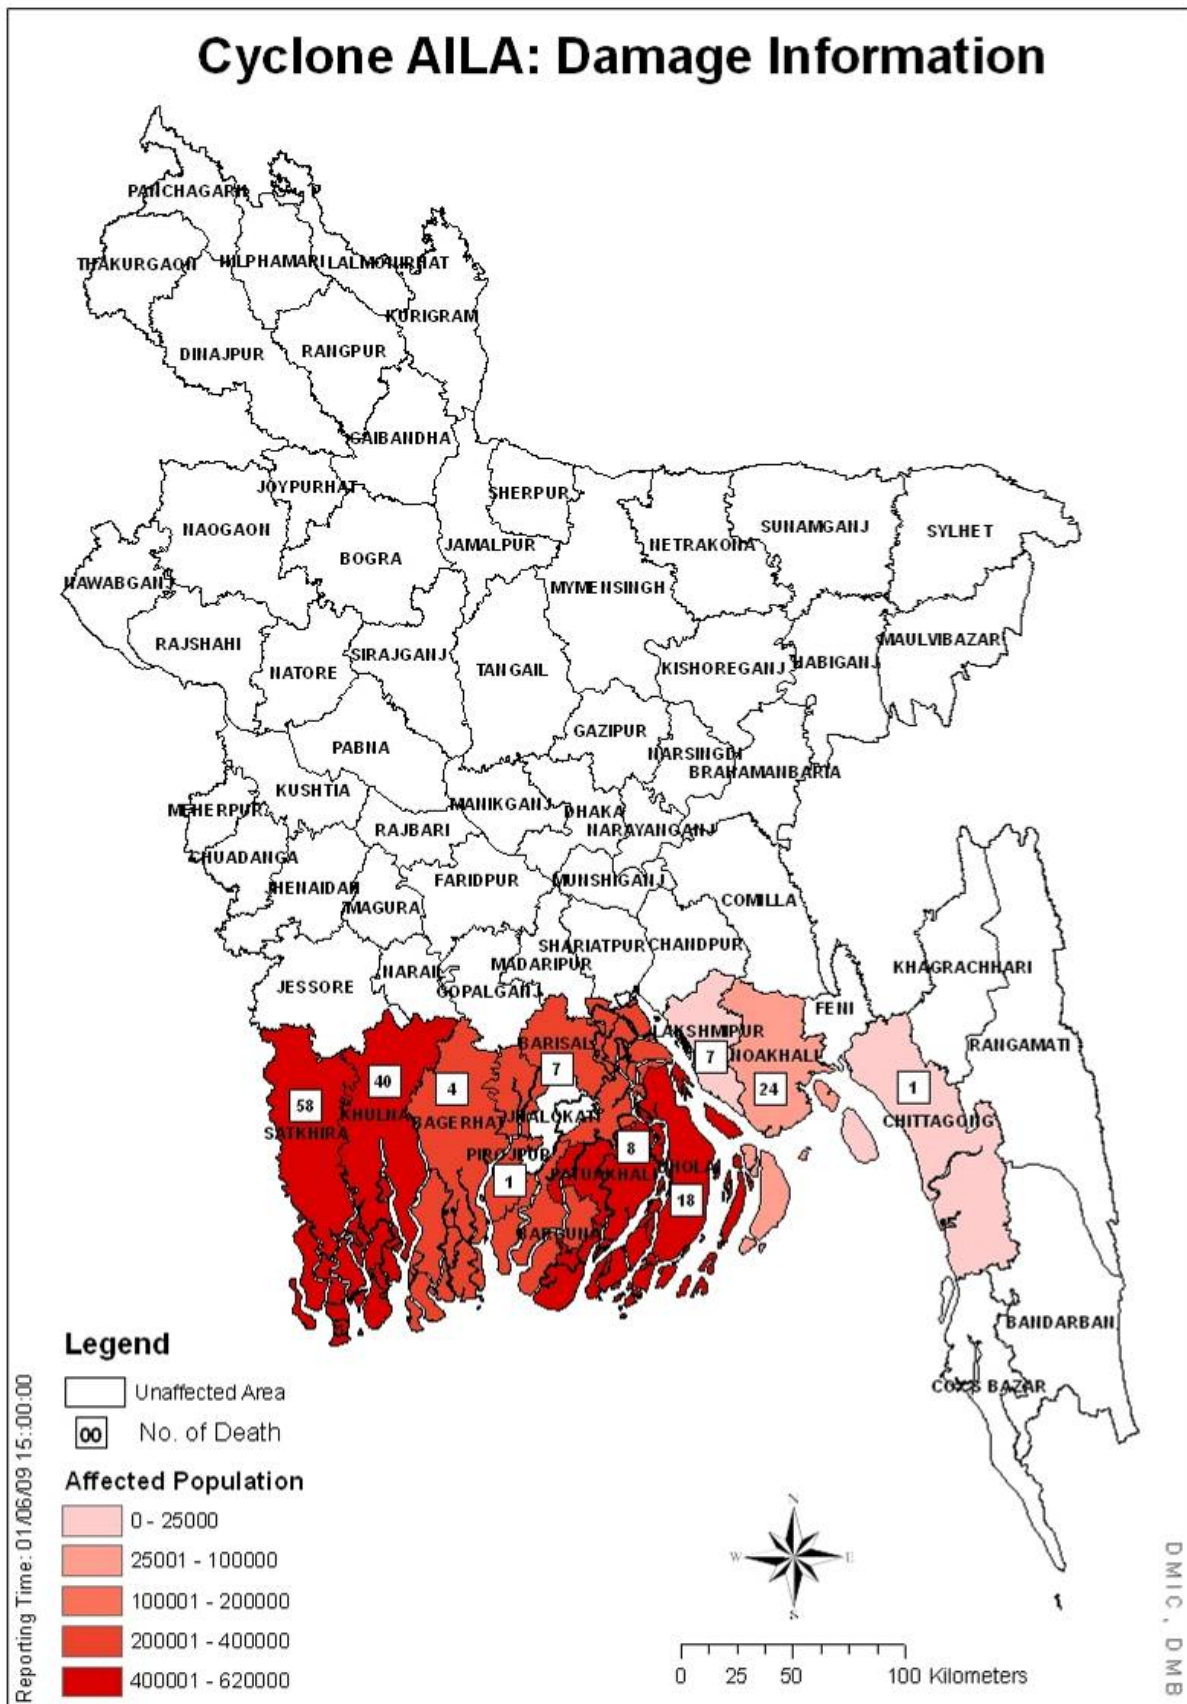 Cyclone AILA: Damage Information
PANCHAGARH
THAKURGAON
NILPHAMARI
LALMONIRHAT
KURIGRAM
DINAJPUR
RANGPUR
GAIBANDHA
JOYPURHAT
SHERPUR
NAOGAON
SUNAMGANJ
SYLHET
BOGRA
JAMALPUR
NETRAKONA
NAWABGANJ
MYMENSINGH
RAJSHAHI
MAULVIBAZAR
NATORE
SIRAJGANJ
TANGAIL
KISHOREGANJ
HABIGANJ
GAZIPUR
PABNA
NARSINGDI
BRAHAMANBARIA
KUSHTIA
MEHERPUR
MANIKGANJ
DHAKA
RAJBARI
NARAYANGANJ
CHUADANGA
JHENAIDAH
FARIDPUR
MUNSHIGANJ
MAGURA
COMILLA
SHARIATPUR
CHANDPUR
MADARIPUR
KHAGRACHHARI
JESSORE
NARAIL
GOPALGANJ
FENI
LAKSHMIPUR
BARISAL
RANGAMATI
7
7
NOAKHALI
58
40
4
24
1
SATKHIRA
KHULNA
BAGERHAT
JHALOKATI
CHITTAGONG
PIROJPUR
8
1
PATUAKHALI
BHOLA
18
BARGUNA
BANDARBAN
COX'S BAZAR
Legend
Unaffected Area
00 No. of Death
Affected Population
0 - 25000
25001 - 100000
100001 - 200000
200001 - 400000
400001 - 620000
Reporting Time: 01/06/09 15:00:00
N
W E
S
0 25 50 100 Kilometers
DMIC, DMB